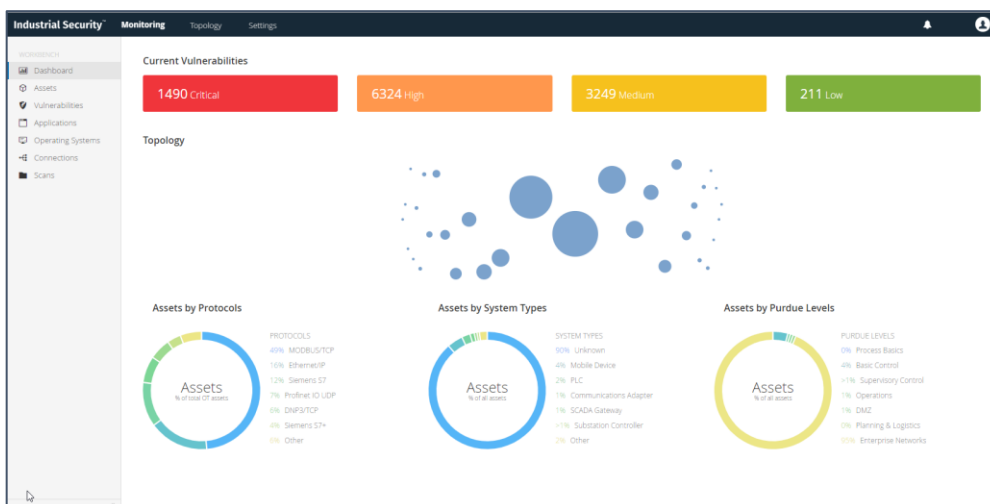 Industrial Security™ Monitoring Topology Settings
WORKBENCH
Dashboard
Assets
Vulnerabilities
Applications
Operating Systems
Connections
Scans
Current Vulnerabilities
1490 Critical
6324 High
3249 Medium
211 Low
Topology
Assets by Protocols
Assets
% of total OT assets
PROTOCOLS
49% MODBUS/TCP
16% Ethernet/IP
12% Siemens S7
7% Profinet IO UDP
6% DNP3/TCP
4% Siemens S7+
6% Other
Assets by System Types
Assets
% of all assets
SYSTEM TYPES
90% Unknown
4% Mobile Device
2% PLC
1% Communications Adapter
1% SCADA Gateway
>1% Substation Controller
2% Other
Assets by Purdue Levels
Assets
% of all assets
PURDUE LEVELS
0% Process Basics
4% Basic Control
>1% Supervisory Control
1% Operations
1% DMZ
0% Planning & Logistics
95% Enterprise Networks